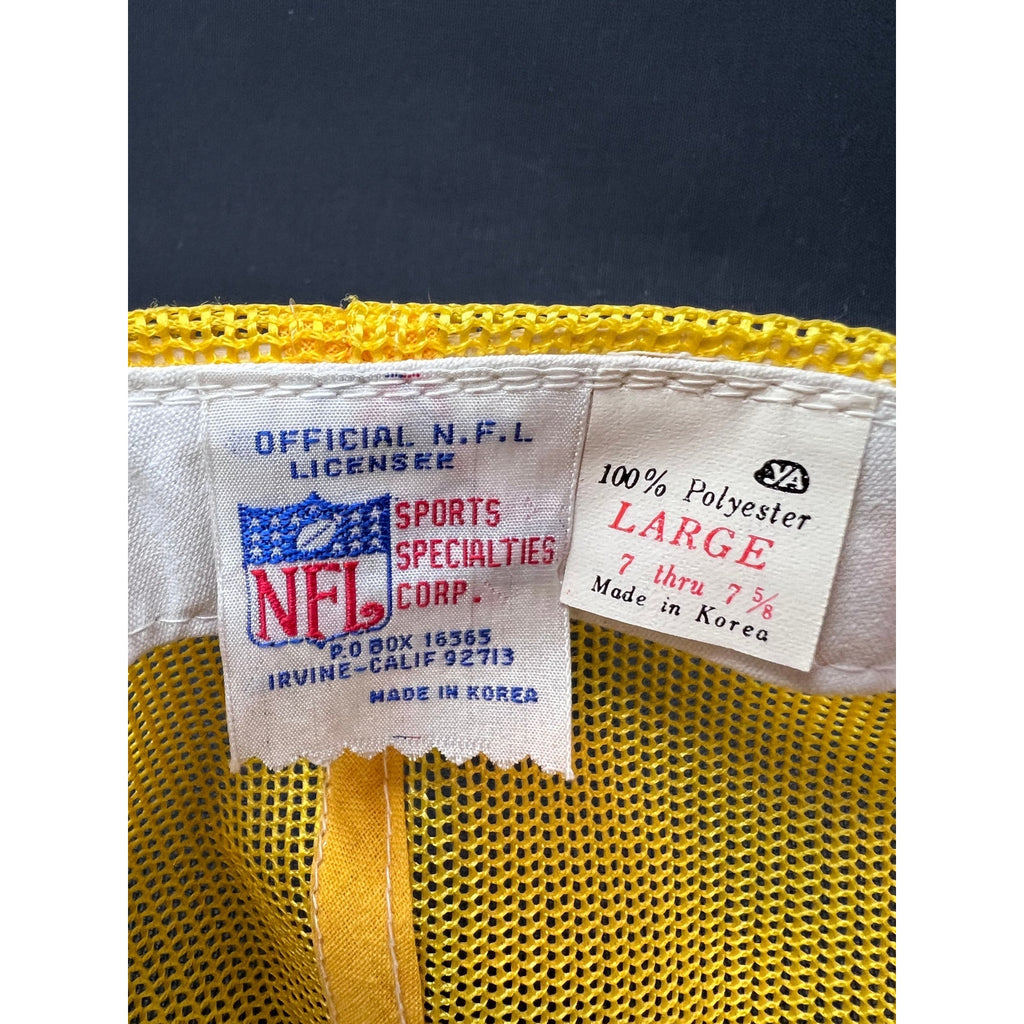 OFFICIAL N.F.L
LICENSEE
NFL
SPORTS
SPECIALTIES
CORP.
P.O BOX 16565
IRVINE-CALIF 92713
MADE IN KOREA
YA
100% Polyester
LARGE
7 thru 7 5/8
Made in Korea